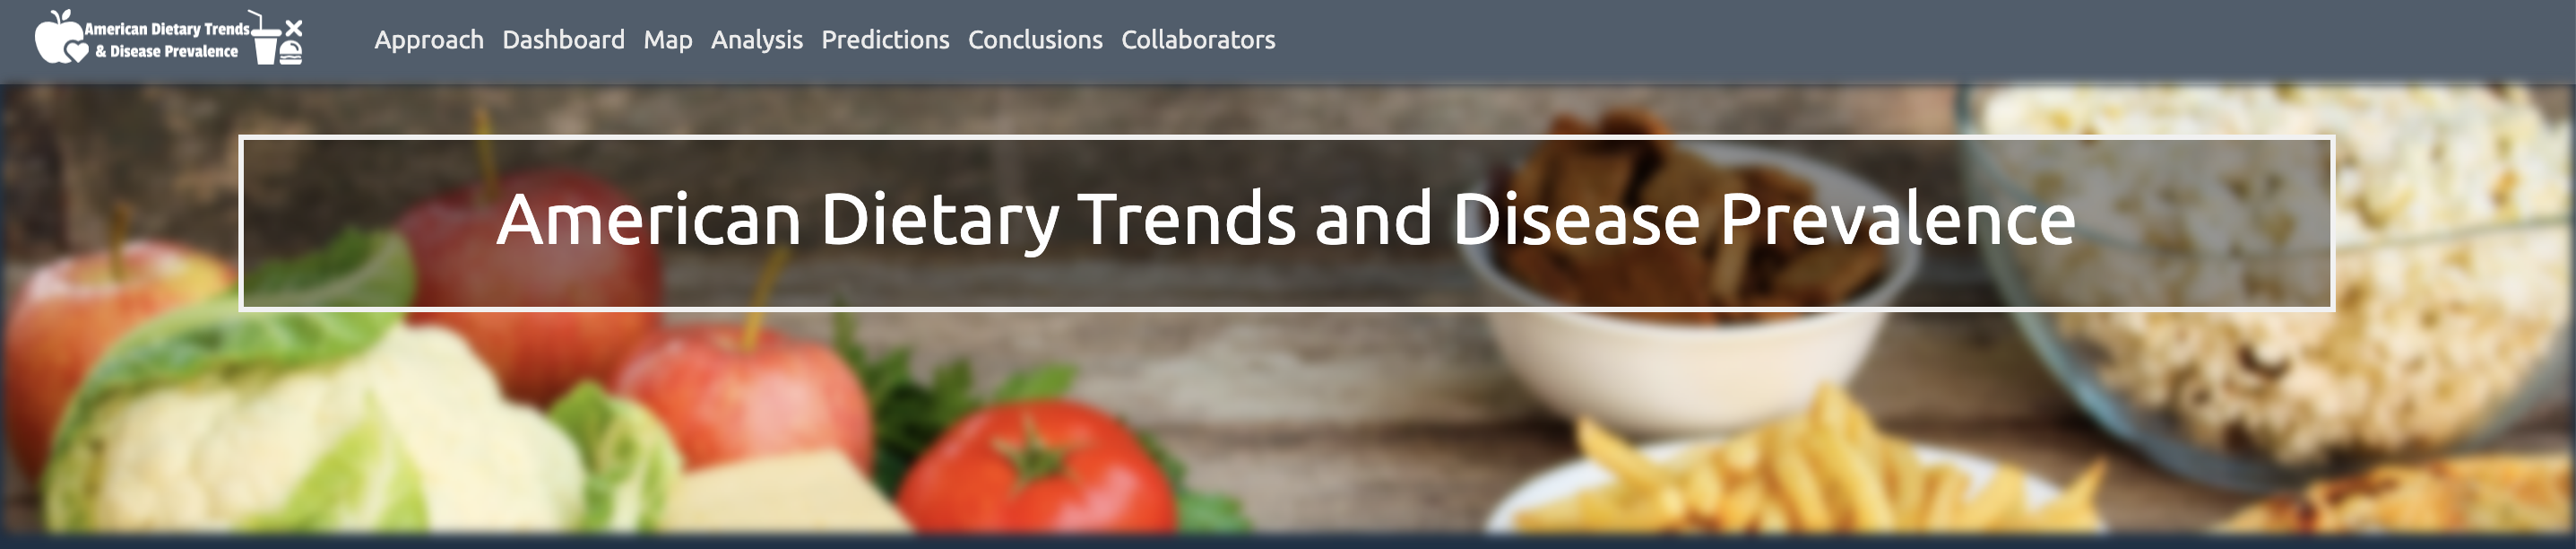 American Dietary Trends
& Disease Prevalence
Approach Dashboard Map Analysis Predictions Conclusions Collaborators
American Dietary Trends and Disease Prevalence